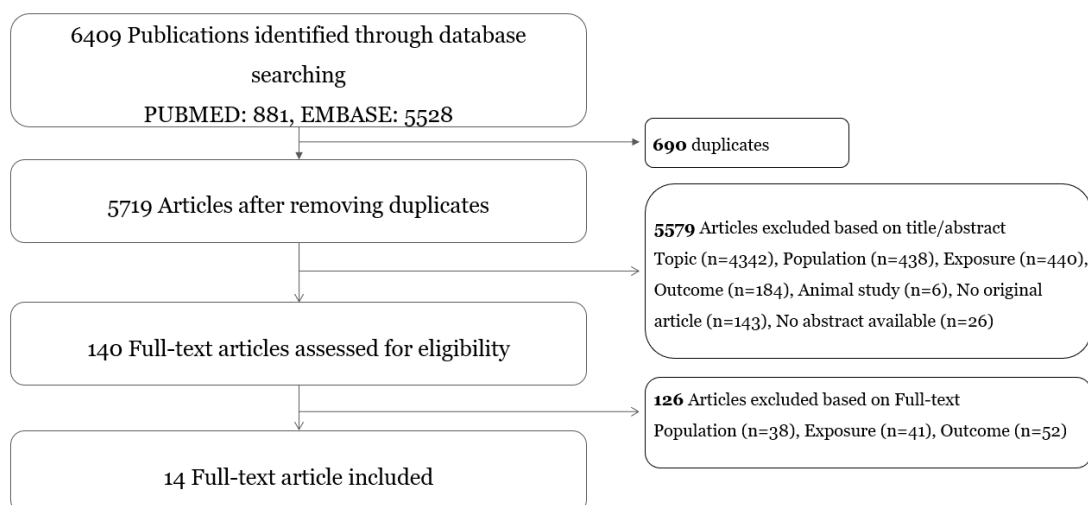 6409 Publications identified through database
searching
PUBMED: 881, EMBASE: 5528
690 duplicates
5719 Articles after removing duplicates
5579 Articles excluded based on title/abstract
Topic (n=4342), Population (n=438), Exposure (n=440),
Outcome (n=184), Animal study (n=6), No original
article (n=143), No abstract available (n=26)
140 Full-text articles assessed for eligibility
126 Articles excluded based on Full-text
Population (n=38), Exposure (n=41), Outcome (n=52)
14 Full-text article included